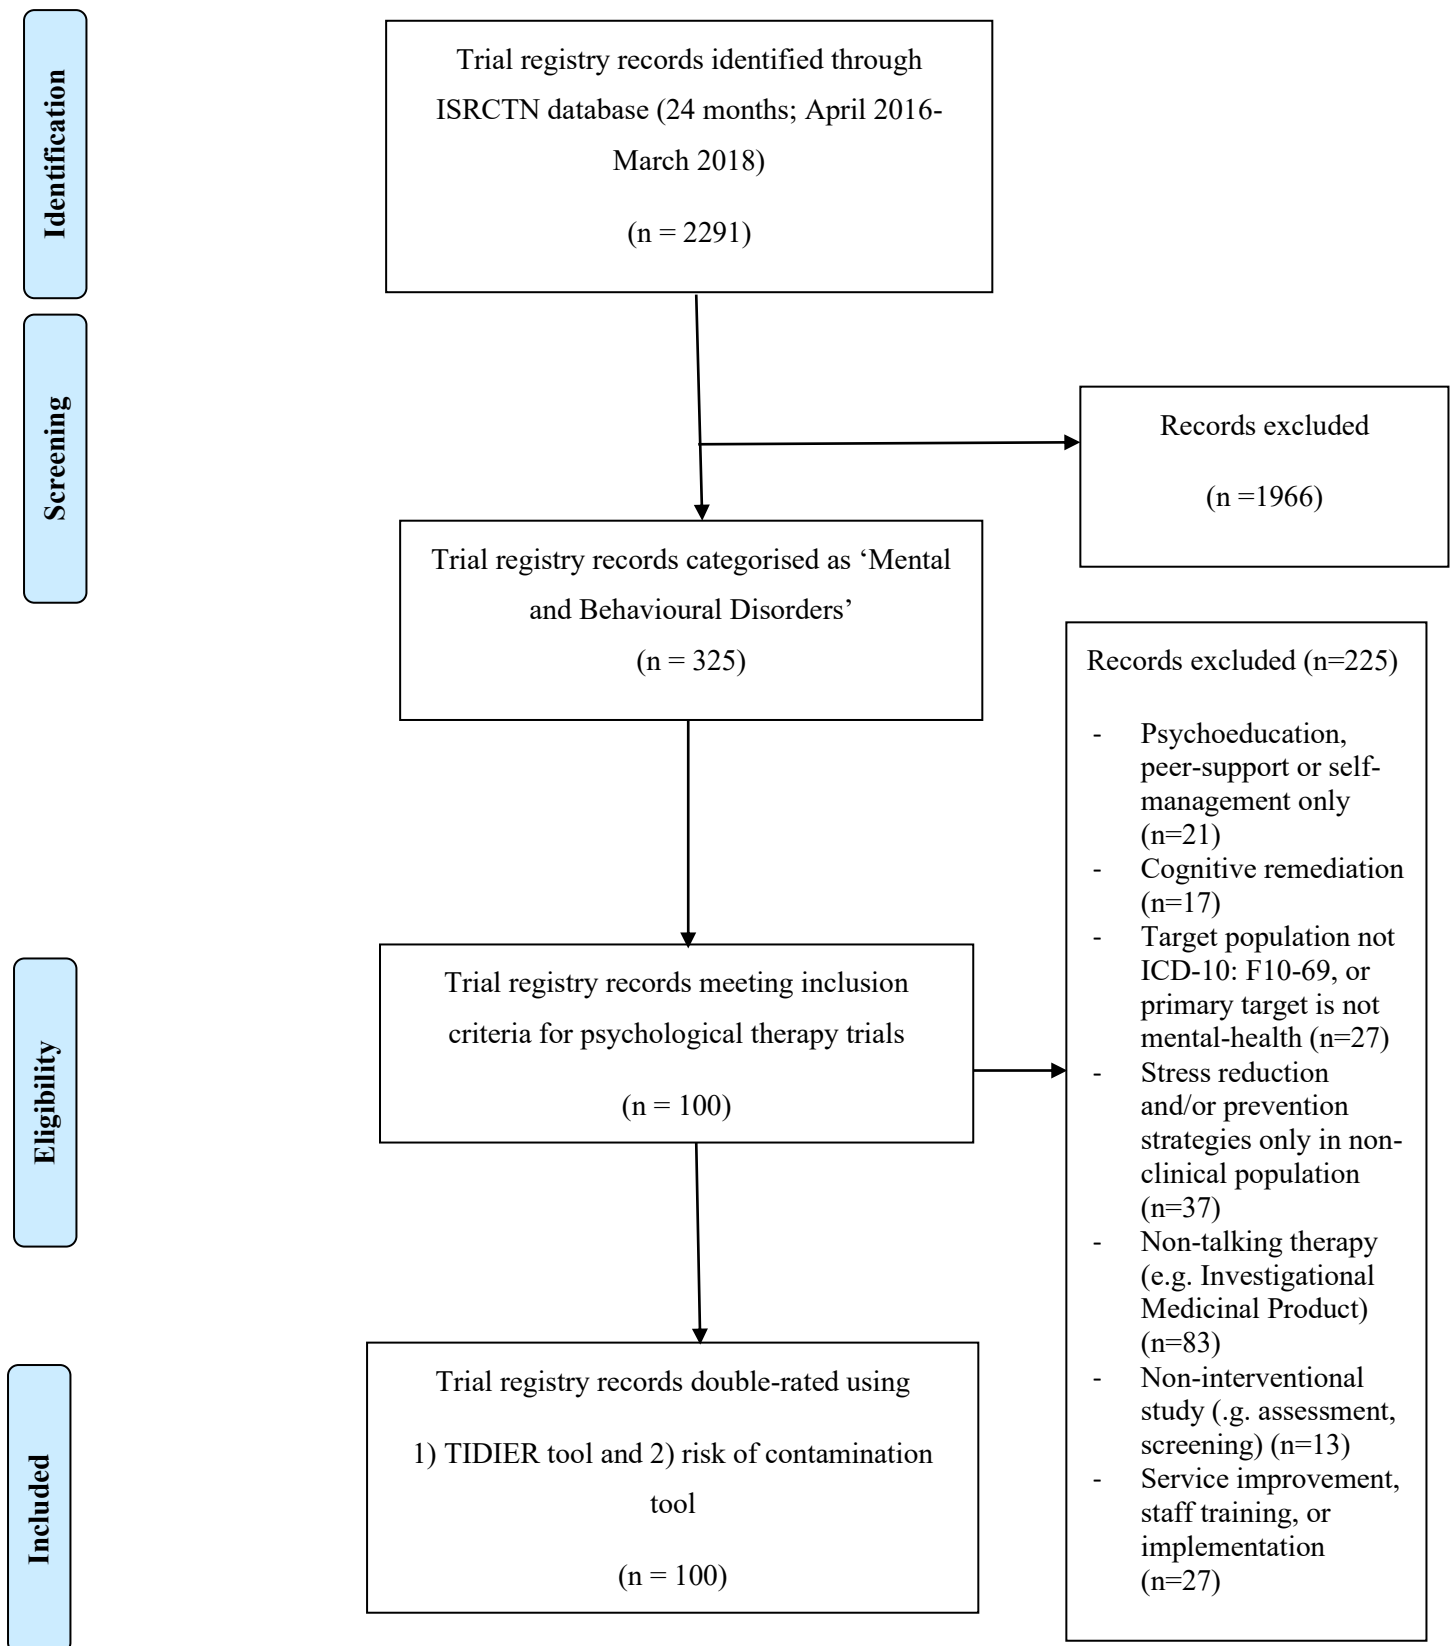 Identification
Trial registry records identified through
ISRCTN database (24 months; April 2016-
March 2018)
(n = 2291)
Screening
Records excluded
(n =1966)
Trial registry records categorised as ‘Mental
and Behavioural Disorders’
(n = 325)
Records excluded (n=225)
- Psychoeducation,
peer-support or self-
management only
(n=21)
- Cognitive remediation
(n=17)
- Target population not
ICD-10: F10-69, or
primary target is not
mental-health (n=27)
- Stress reduction
and/or prevention
strategies only in non-
clinical population
(n=37)
- Non-talking therapy
(e.g. Investigational
Medicinal Product)
(n=83)
- Non-interventional
study (.g. assessment,
screening) (n=13)
- Service improvement,
staff training, or
implementation
(n=27)
Eligibility
Trial registry records meeting inclusion
criteria for psychological therapy trials
(n = 100)
Included
Trial registry records double-rated using
1) TIDIER tool and 2) risk of contamination
tool
(n = 100)